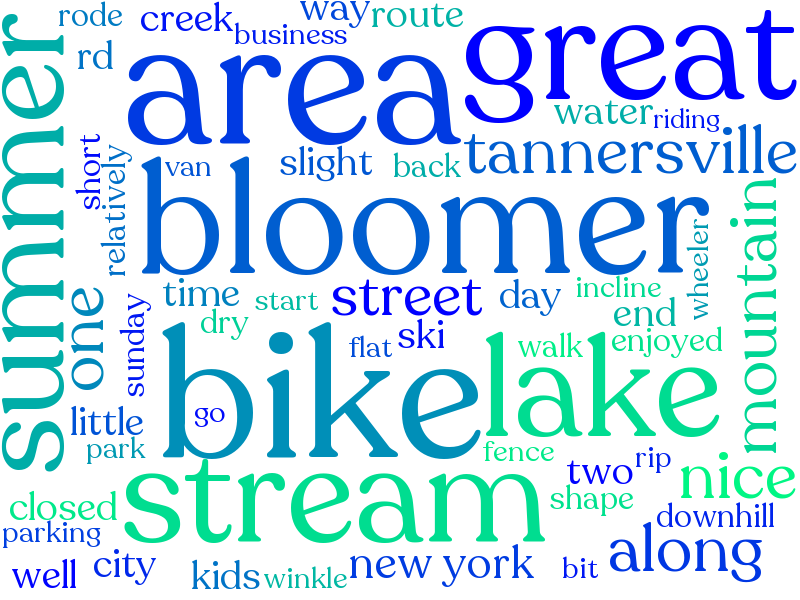 rode
creek
way
route
business
great
rd
area
water
riding
summer
short
relatively
van
slight
back
tannersville
bloomer
mountain
wheeler
one
sunday
time
start
street
day
incline
end
dry
flat
ski
walk
enjoyed
bike
lake
go
little
park
fence
two
rip
nice
stream
closed
shape
parking
downhill
along
well
city
kids
winkle
new york
bit